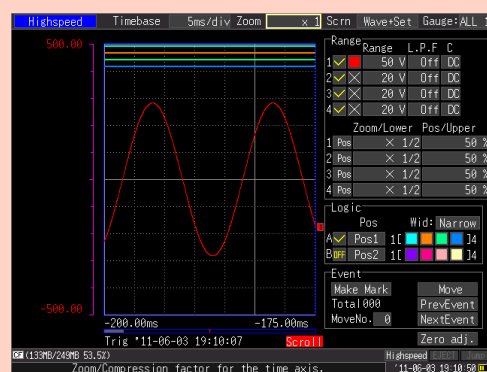 Highspeed Timebase 5ms/div Zoom × 1 Scrn Wave+Set Gauge:ALL 1
500.00
-500.00
-200.00ms -175.00ms
Trig '11-06-03 19:10:07 Scroll
Range Range L.P.F C
1 50 V Off DC
2 20 V Off DC
3 20 V Off DC
4 20 V Off DC
Zoom/Lower Pos/Upper
1 Pos × 1/2 50 %
2 Pos × 1/2 50 %
3 Pos × 1/2 50 %
4 Pos × 1/2 50 %
Logic
Pos Wid: Narrow
A Pos1 1[ ]4
B OFF Pos2 1[ ]4
Event
Make Mark Move
Total 000 PrevEvent
MoveNo. 0 NextEvent
Zero adj.
(133MB/249MB 53.5%) Highspeed EJECT Jump
Zoom/Compression factor for the time axis. '11-06-03 19:10:50